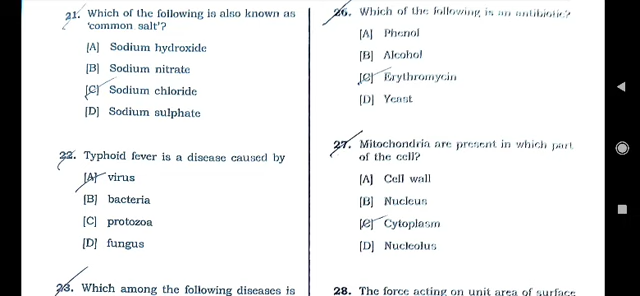 21. Which of the following is also known as
'common salt'?
[A] Sodium hydroxide
[B] Sodium nitrate
[C] Sodium chloride
[D] Sodium sulphate
22. Typhoid fever is a disease caused by
[A] virus
[B] bacteria
[C] protozoa
[D] fungus
23. Which among the following diseases is
26. Which of the following is an antibiotic?
[A] Phenol
[B] Alcohol
[C] Erythromycin
[D] Yeast
27. Mitochondria are present in which part
of the cell?
[A] Cell wall
[B] Nucleus
[C] Cytoplasm
[D] Nucleolus
28. The force acting on unit area of surface